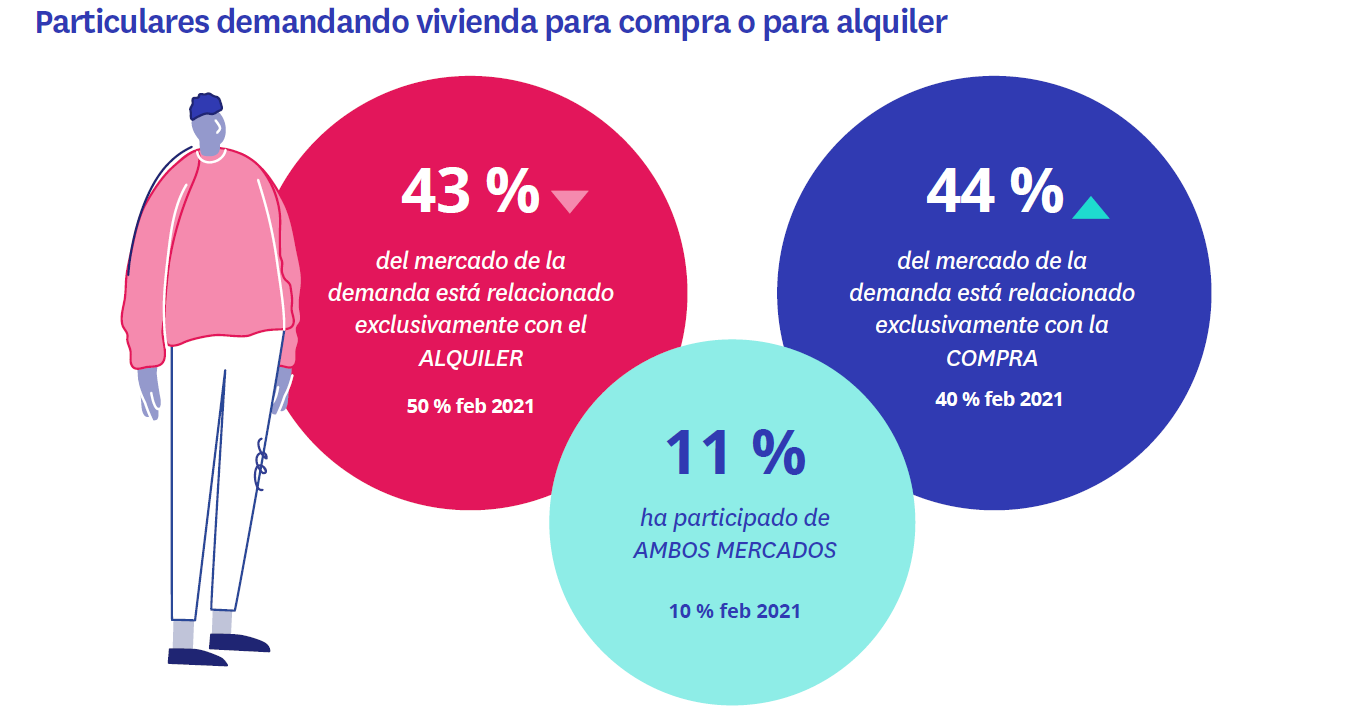 Particulares demandando vivienda para compra o para alquiler
43 %
del mercado de la
demanda está relacionado
exclusivamente con el
ALQUILER
50 % feb 2021
44 %
del mercado de la
demanda está relacionado
exclusivamente con la
COMPRA
40 % feb 2021
11 %
ha participado de
AMBOS MERCADOS
10 % feb 2021